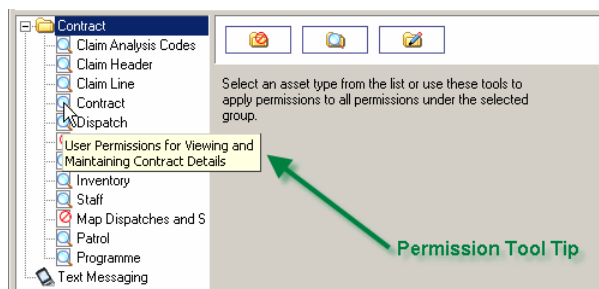 Contract
Claim Analysis Codes
Claim Header
Claim Line
Contract
Dispatch
User Permissions for Viewing and
Maintaining Contract Details
Inventory
Staff
Map Dispatches and S
Patrol
Programme
Text Messaging
Select an asset type from the list or use these tools to
apply permissions to all permissions under the selected
group.
Permission Tool Tip